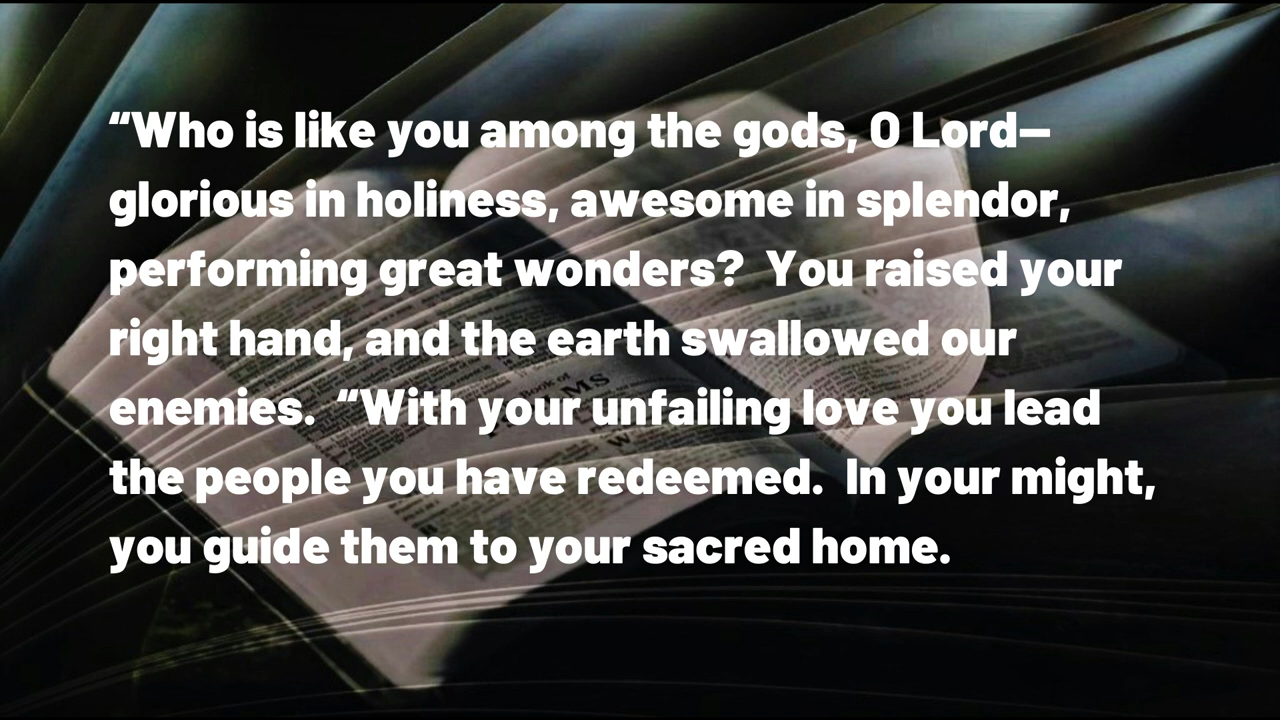 “Who is like you among the gods, O Lord—
glorious in holiness, awesome in splendor,
performing great wonders?  You raised your
right hand, and the earth swallowed our
enemies.  “With your unfailing love you lead
the people you have redeemed.  In your might,
you guide them to your sacred home.